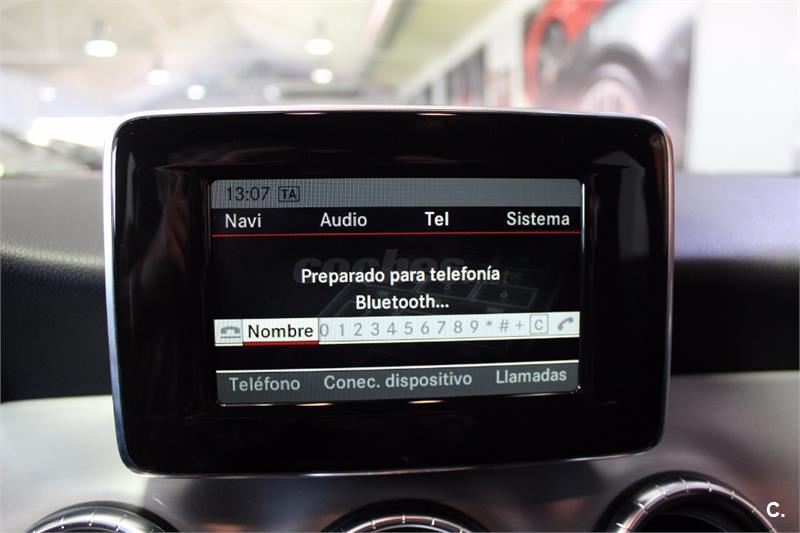 13:07 TA
Navi Audio Tel Sistema
coches
Preparado para telefonía
Bluetooth...
Nombre 0 1 2 3 4 5 6 7 8 9 * # + C
Teléfono Conec. dispositivo Llamadas
C.